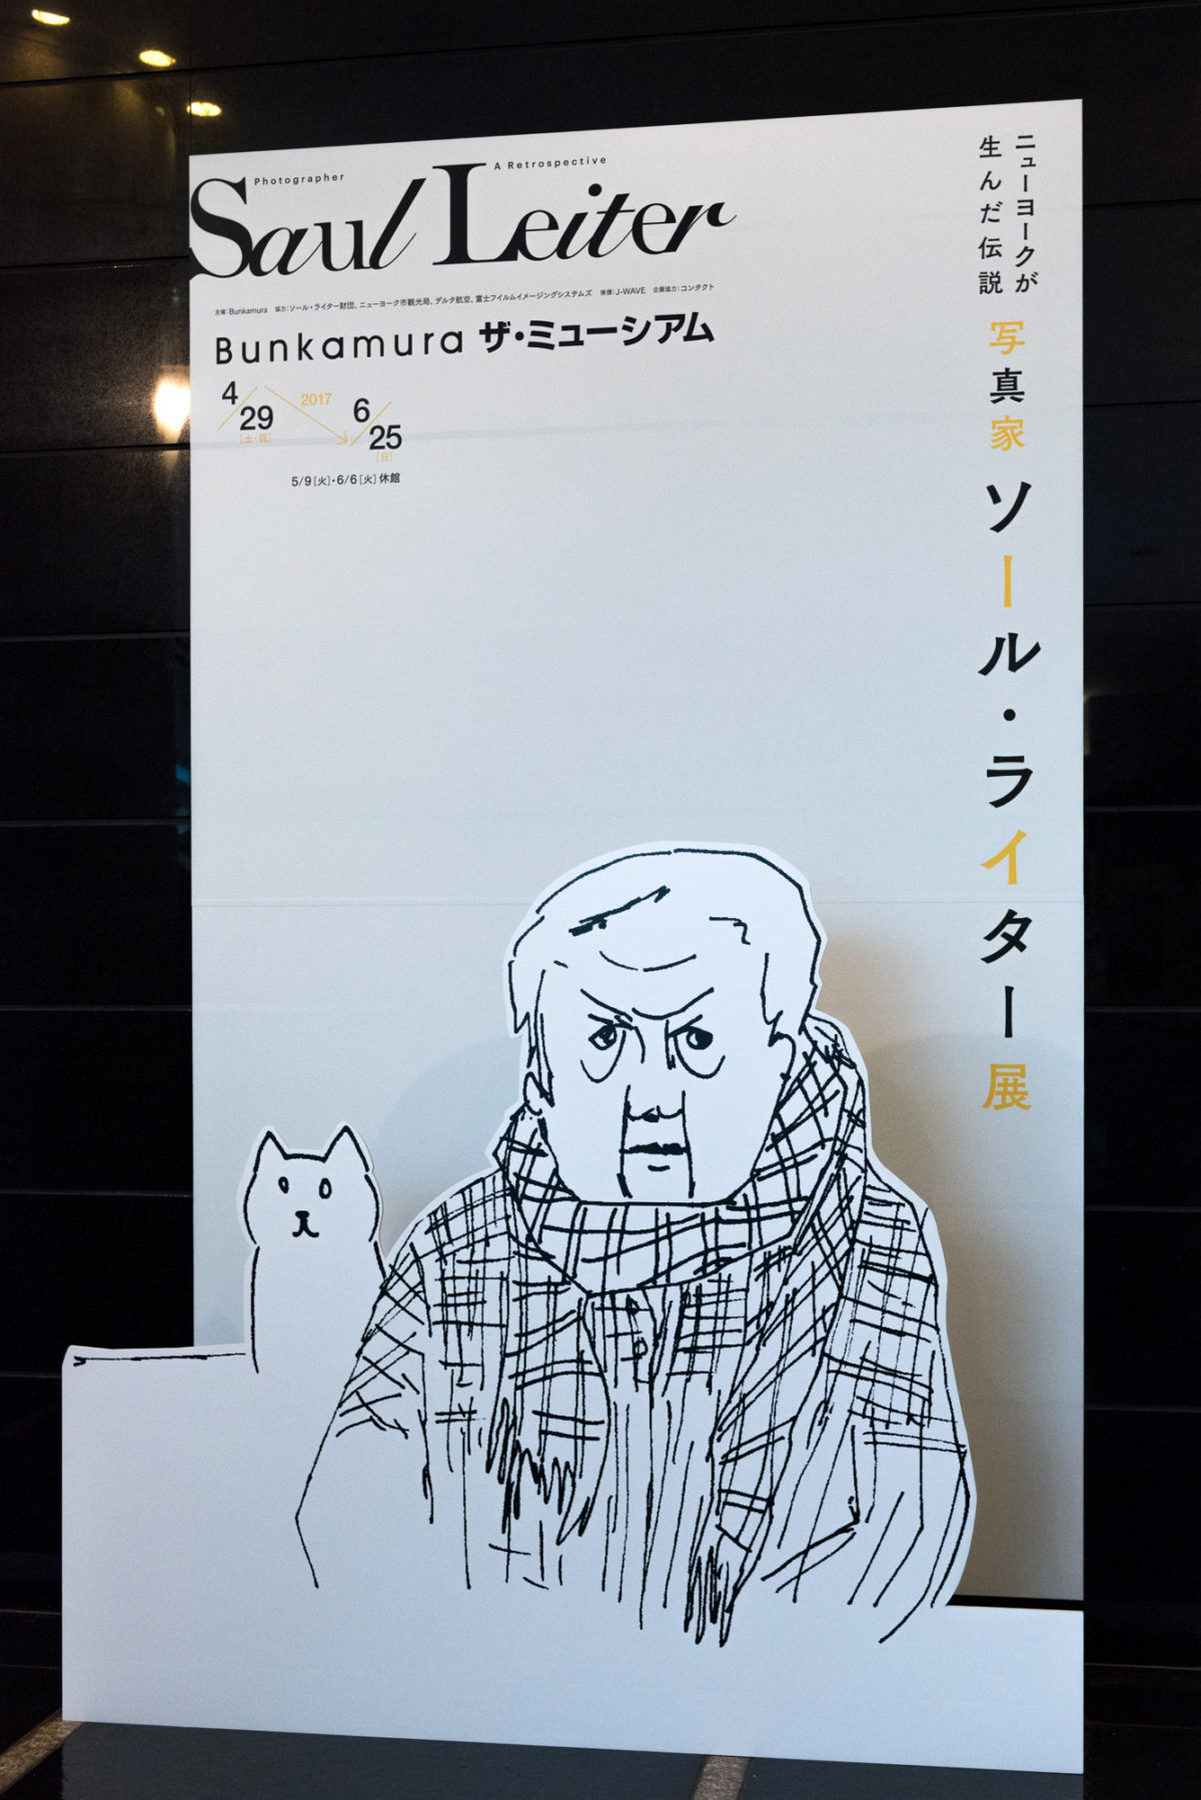 Photographer
A Retrospective
Saul Leiter
主催:Bunkamura 協力:ソール・ライター財団、ニューヨーク市観光局、デルタ航空、富士フイルムイメージングシステムズ 後援:J-WAVE 企画協力:コンタクト
Bunkamura ザ・ミュージアム
4/29 2017 6/25
[土・祝] [日]
5/9[火]・6/6[火] 休館
ニューヨークが
生んだ伝説
写真家 ソール・ライター展